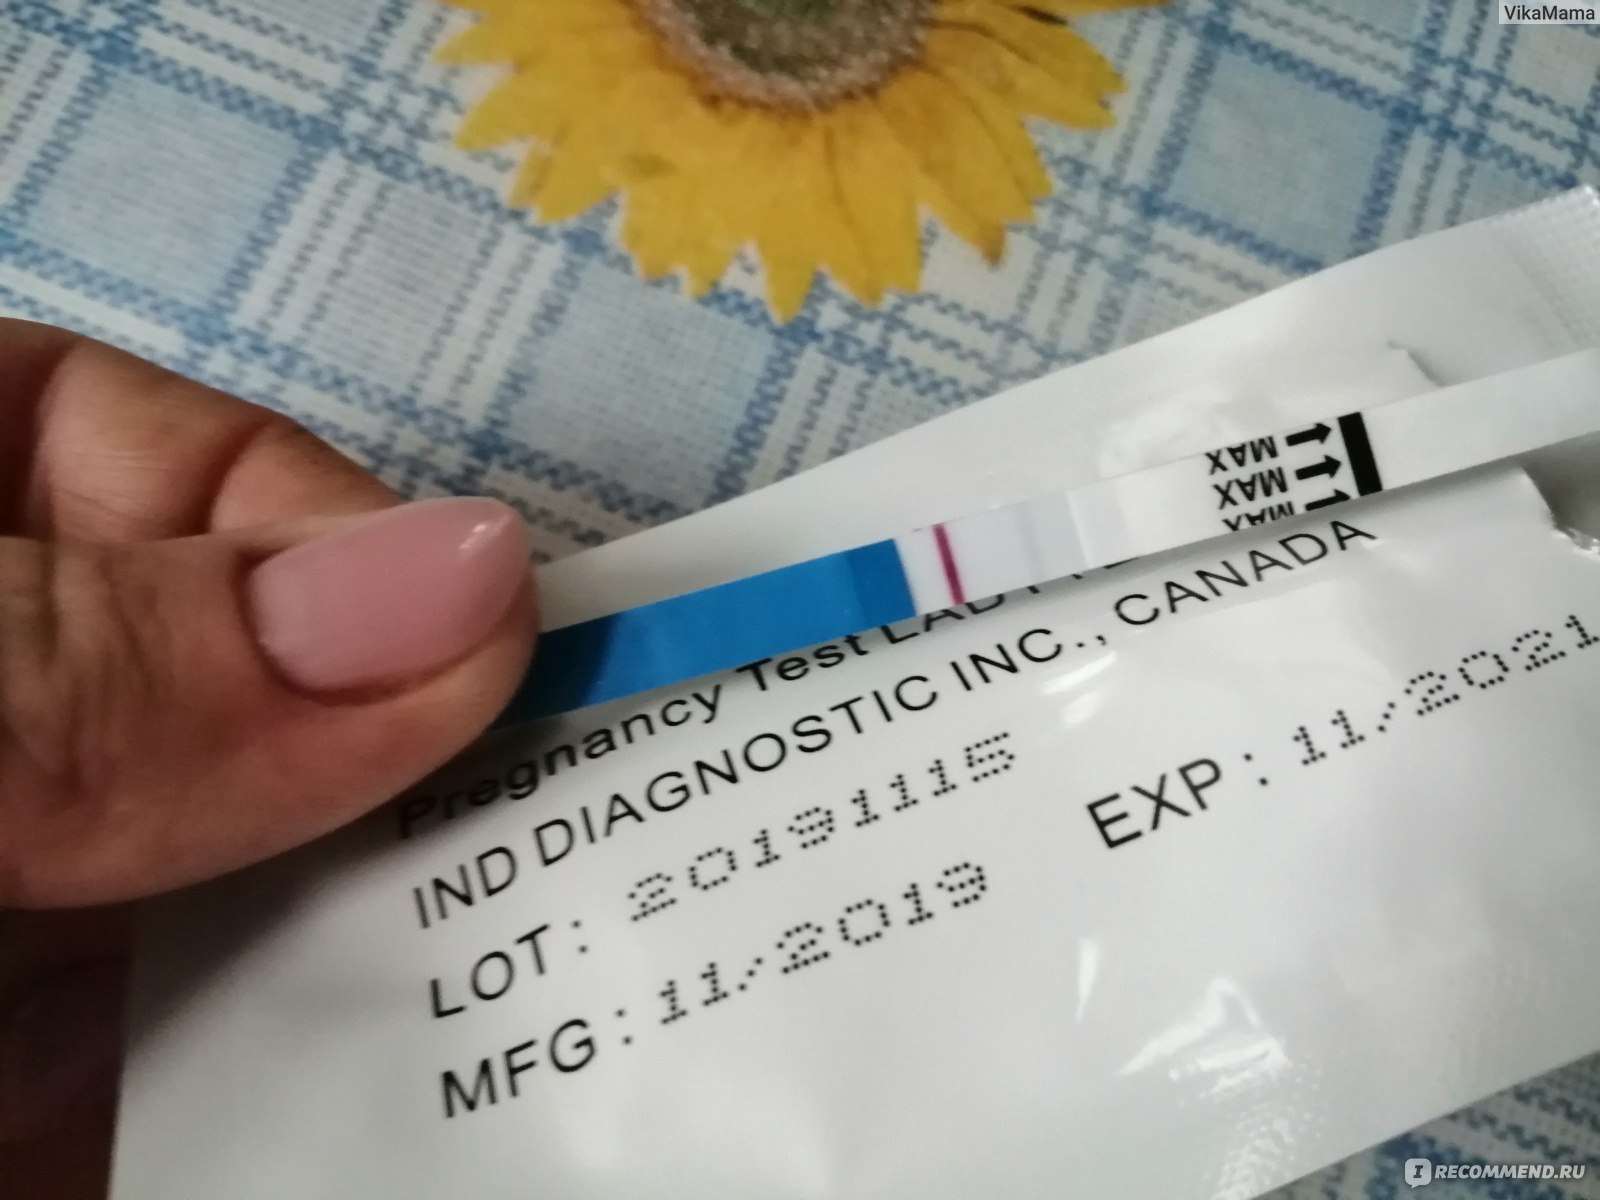 VikaMama
MAX
MAX
MAX
Pregnancy Test
IND DIAGNOSTIC INC., CANADA
LOT: 20191115
EXP: 11/2021
MFG: 11/2019
IRECOMMEND.RU